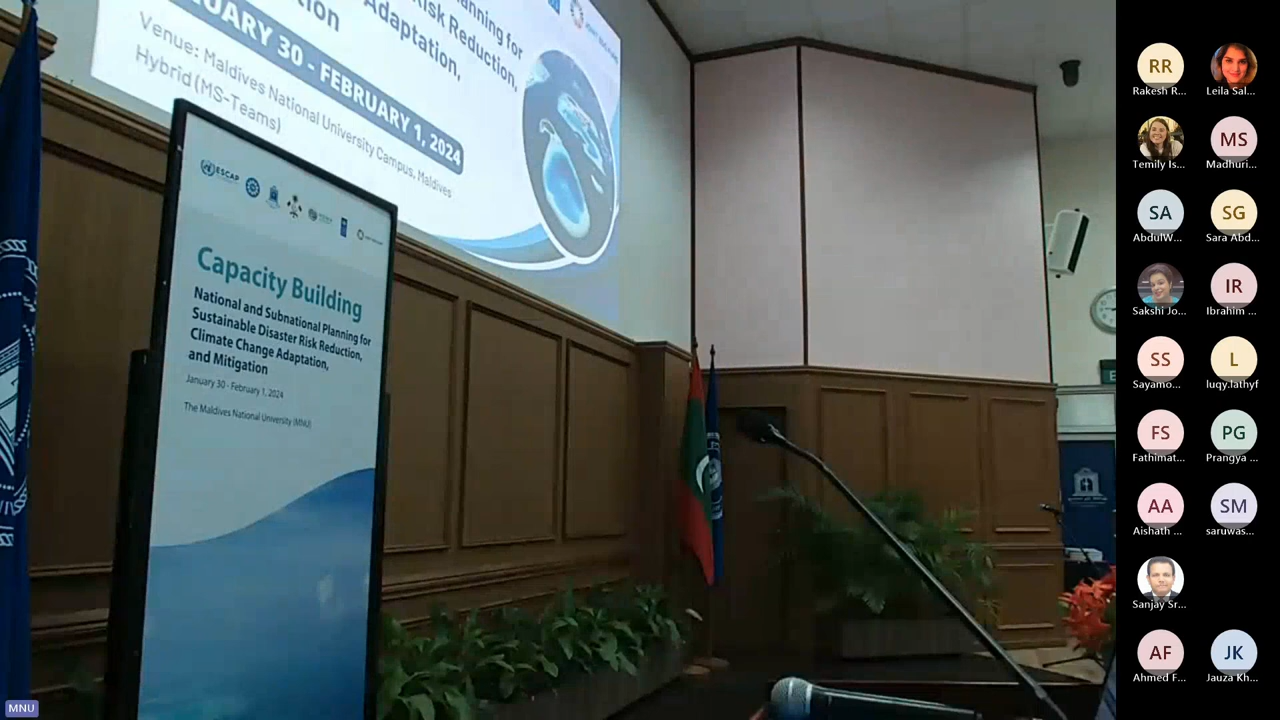 anning for
Risk Reduction,
Adaptation,
tion
UARY 30 - FEBRUARY 1, 2024
Venue: Maldives National University Campus, Maldives
Hybrid (MS-Teams)
ESCAP
Capacity Building
National and Subnational Planning for
Sustainable Disaster Risk Reduction,
Climate Change Adaptation,
and Mitigation
January 30 - February 1, 2024
The Maldives National University (MNU)
RR
Rakesh R...
Leila Sal...
Temily Is...
MS
Madhuri...
SA
AbdulW...
SG
Sara Abd...
Sakshi Jo...
IR
Ibrahim ...
SS
Sayamo...
L
luqy.lathyf
FS
Fathimat...
PG
Prangya ...
AA
Aishath ...
SM
saruwas...
Sanjay Sr...
AF
Ahmed F...
JK
Jauza Kh...
MNU